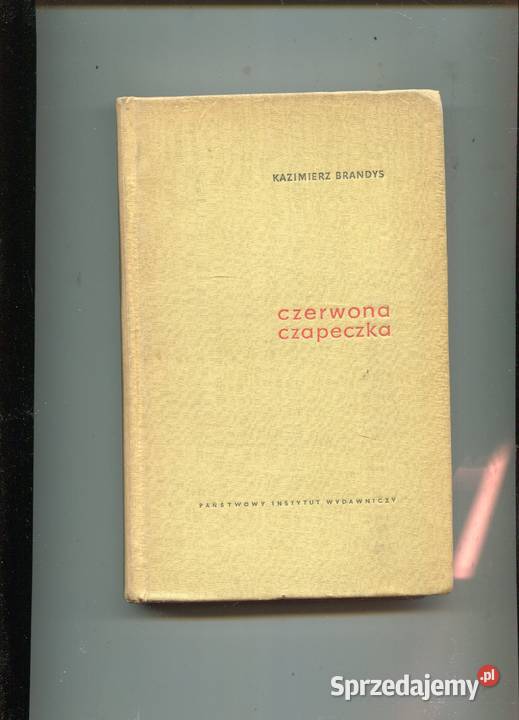 KAZIMIERZ BRANDYS
czerwona
czapeczka
PAŃSTWOWY INSTYTUT WYDAWNICZY
Sprzedajemy.pl